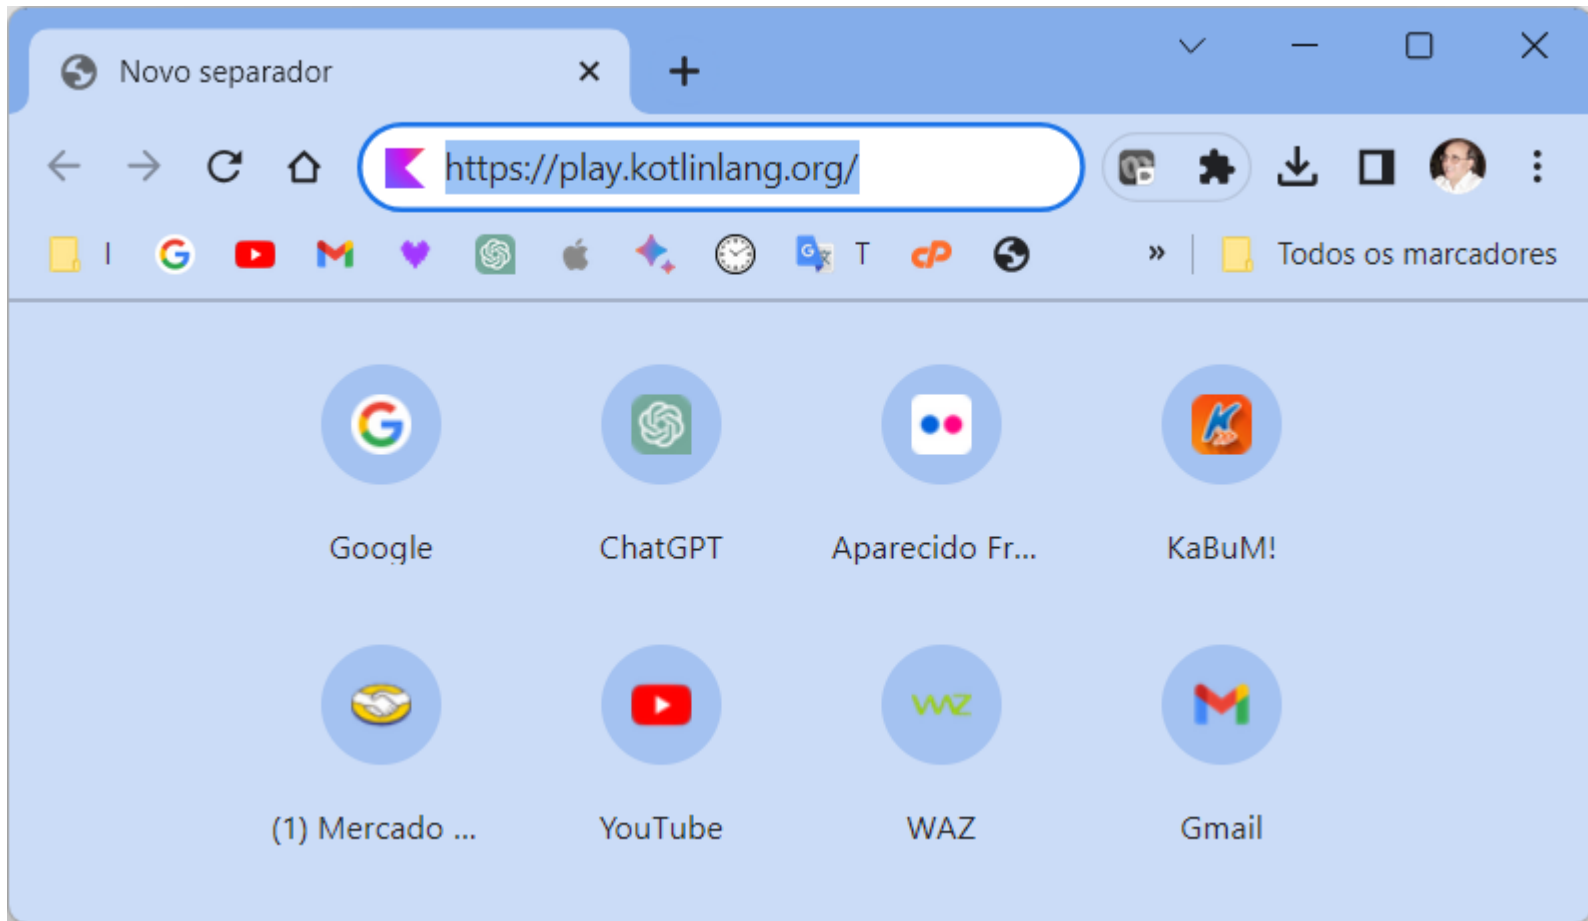 Novo separador
https://play.kotlinlang.org/
I T Todos os marcadores
Google ChatGPT Aparecido Fr... KaBuM!
(1) Mercado ... YouTube WAZ Gmail